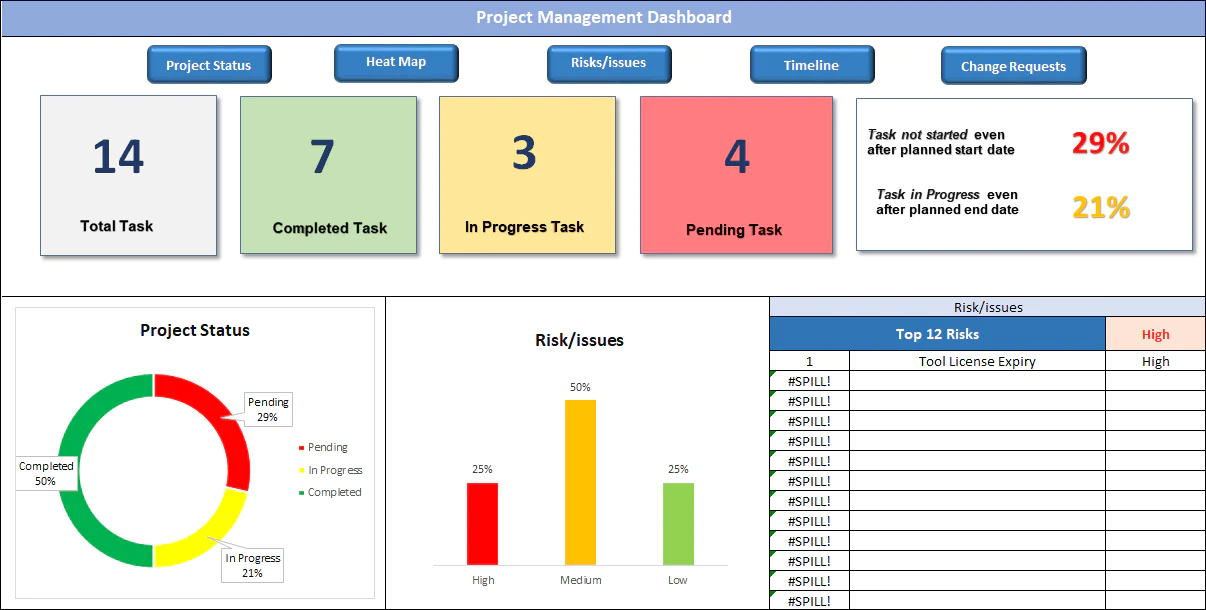 Project Management Dashboard
Project Status
Heat Map
Risks/issues
Timeline
Change Requests
14
Total Task
7
Completed Task
3
In Progress Task
4
Pending Task
Task not started even
after planned start date
29%
Task in Progress even
after planned end date
21%
Project Status
Pending
29%
Completed
50%
In Progress
21%
Pending
In Progress
Completed
Risk/issues
25%
50%
25%
High
Medium
Low
Risk/issues
Top 12 Risks High
1 Tool License Expiry High
#SPILL!
#SPILL!
#SPILL!
#SPILL!
#SPILL!
#SPILL!
#SPILL!
#SPILL!
#SPILL!
#SPILL!
#SPILL!
#SPILL!